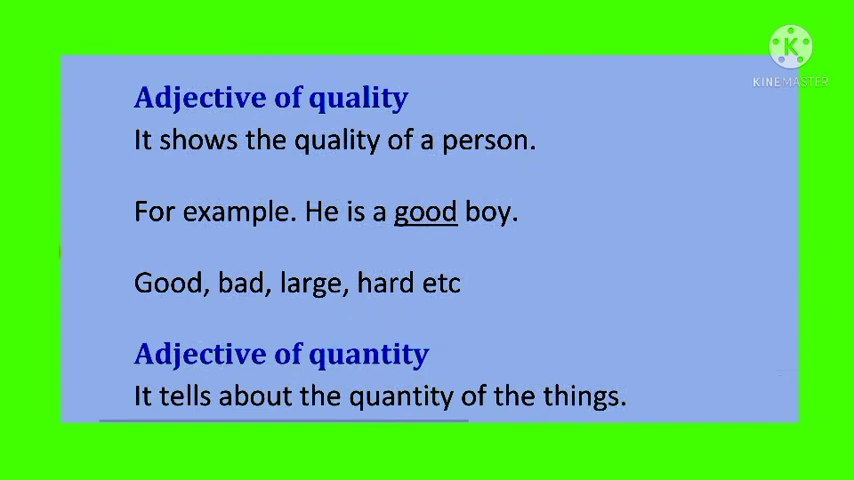 K
KINEMASTER
Adjective of quality
It shows the quality of a person.
For example. He is a good boy.
Good, bad, large, hard etc
Adjective of quantity
It tells about the quantity of the things.